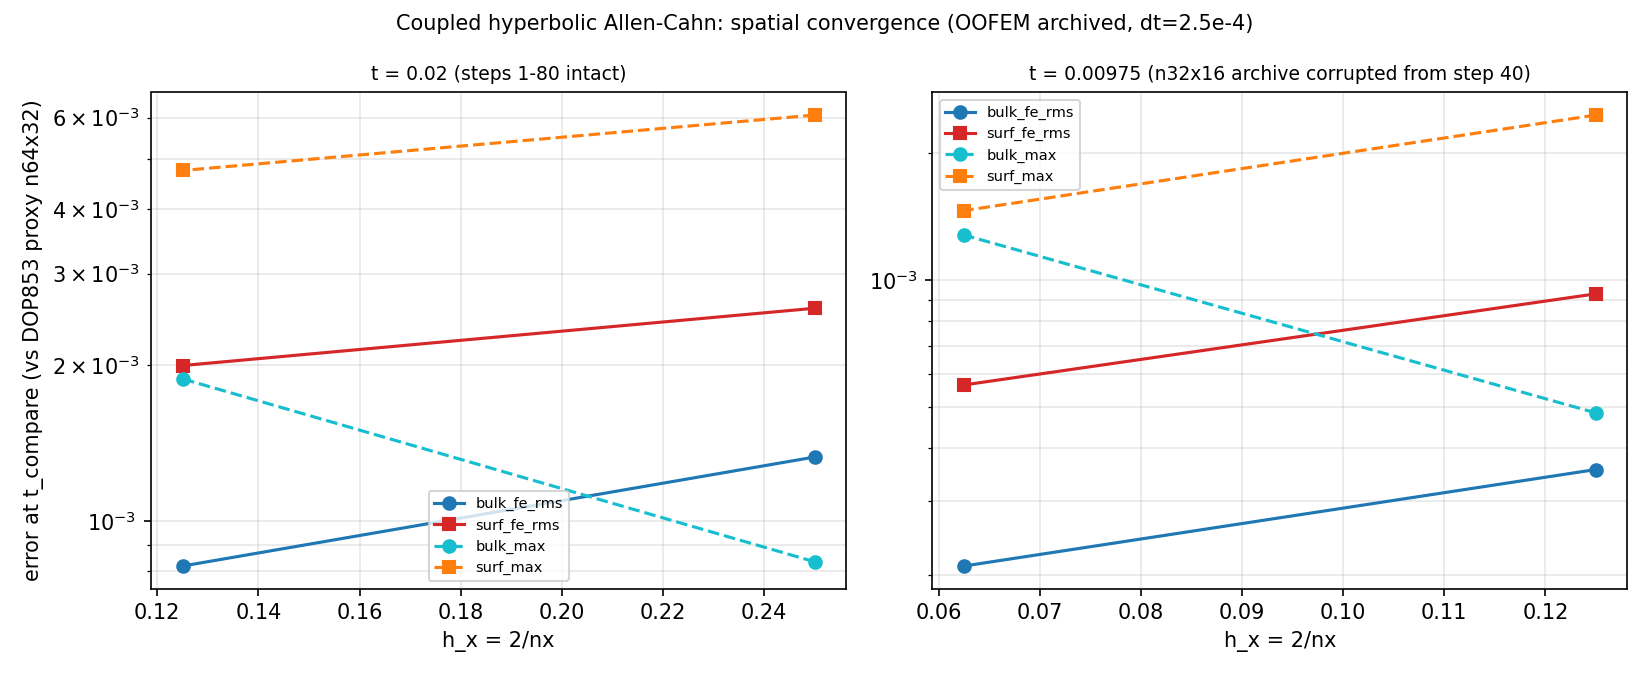 Coupled hyperbolic Allen-Cahn: spatial convergence (OOFEM archived, dt=2.5e-4)
t = 0.02 (steps 1-80 intact)
error at t_compare (vs DOP853 proxy n64x32)
6 × 10⁻³
4 × 10⁻³
3 × 10⁻³
2 × 10⁻³
10⁻³
bulk_fe_rms
surf_fe_rms
bulk_max
surf_max
0.12 0.14 0.16 0.18 0.20 0.22 0.24
h_x = 2/nx
t = 0.00975 (n32x16 archive corrupted from step 40)
bulk_fe_rms
surf_fe_rms
bulk_max
surf_max
10⁻³
0.06 0.07 0.08 0.09 0.10 0.11 0.12
h_x = 2/nx